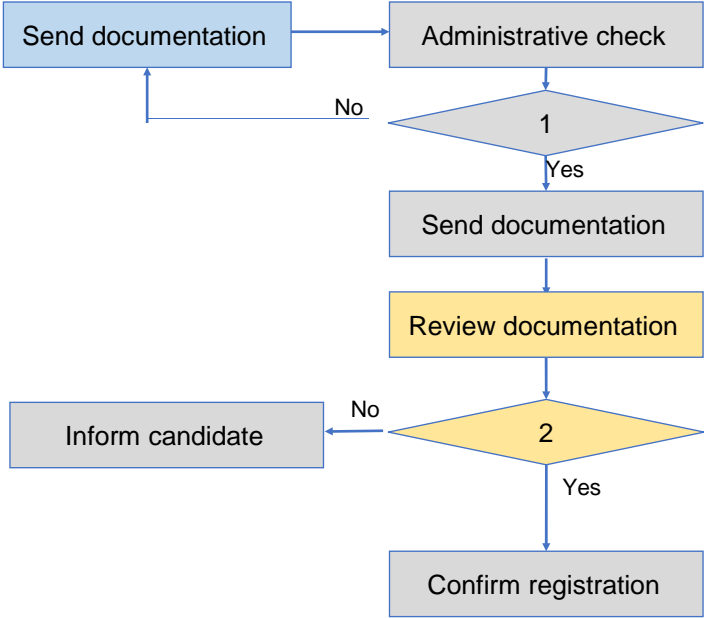 Send documentation
Administrative check
No
1
Yes
Send documentation
Review documentation
No
2
Inform candidate
Yes
Confirm registration